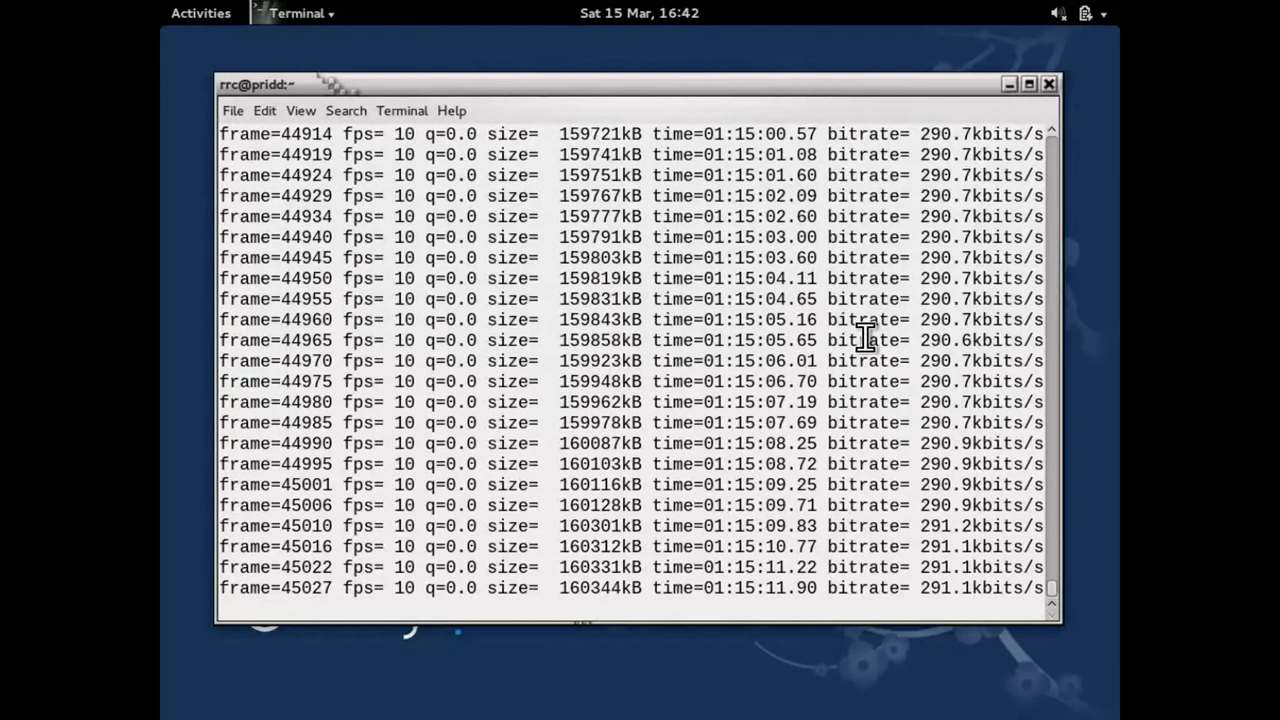 Activities Terminal Sat 15 Mar, 16:42
rrc@pridd:~
File Edit View Search Terminal Help
frame=44914 fps= 10 q=0.0 size=  159721kB time=01:15:00.57 bitrate= 290.7kbits/s
frame=44919 fps= 10 q=0.0 size=  159741kB time=01:15:01.08 bitrate= 290.7kbits/s
frame=44924 fps= 10 q=0.0 size=  159751kB time=01:15:01.60 bitrate= 290.7kbits/s
frame=44929 fps= 10 q=0.0 size=  159767kB time=01:15:02.09 bitrate= 290.7kbits/s
frame=44934 fps= 10 q=0.0 size=  159777kB time=01:15:02.60 bitrate= 290.7kbits/s
frame=44940 fps= 10 q=0.0 size=  159791kB time=01:15:03.00 bitrate= 290.7kbits/s
frame=44945 fps= 10 q=0.0 size=  159803kB time=01:15:03.60 bitrate= 290.7kbits/s
frame=44950 fps= 10 q=0.0 size=  159819kB time=01:15:04.11 bitrate= 290.7kbits/s
frame=44955 fps= 10 q=0.0 size=  159831kB time=01:15:04.65 bitrate= 290.7kbits/s
frame=44960 fps= 10 q=0.0 size=  159843kB time=01:15:05.16 bitrate= 290.7kbits/s
frame=44965 fps= 10 q=0.0 size=  159858kB time=01:15:05.65 bitrate= 290.6kbits/s
frame=44970 fps= 10 q=0.0 size=  159923kB time=01:15:06.01 bitrate= 290.7kbits/s
frame=44975 fps= 10 q=0.0 size=  159948kB time=01:15:06.70 bitrate= 290.7kbits/s
frame=44980 fps= 10 q=0.0 size=  159962kB time=01:15:07.19 bitrate= 290.7kbits/s
frame=44985 fps= 10 q=0.0 size=  159978kB time=01:15:07.69 bitrate= 290.7kbits/s
frame=44990 fps= 10 q=0.0 size=  160087kB time=01:15:08.25 bitrate= 290.9kbits/s
frame=44995 fps= 10 q=0.0 size=  160103kB time=01:15:08.72 bitrate= 290.9kbits/s
frame=45001 fps= 10 q=0.0 size=  160116kB time=01:15:09.25 bitrate= 290.9kbits/s
frame=45006 fps= 10 q=0.0 size=  160128kB time=01:15:09.71 bitrate= 290.9kbits/s
frame=45010 fps= 10 q=0.0 size=  160301kB time=01:15:09.83 bitrate= 291.2kbits/s
frame=45016 fps= 10 q=0.0 size=  160312kB time=01:15:10.77 bitrate= 291.1kbits/s
frame=45022 fps= 10 q=0.0 size=  160331kB time=01:15:11.22 bitrate= 291.1kbits/s
frame=45027 fps= 10 q=0.0 size=  160344kB time=01:15:11.90 bitrate= 291.1kbits/s